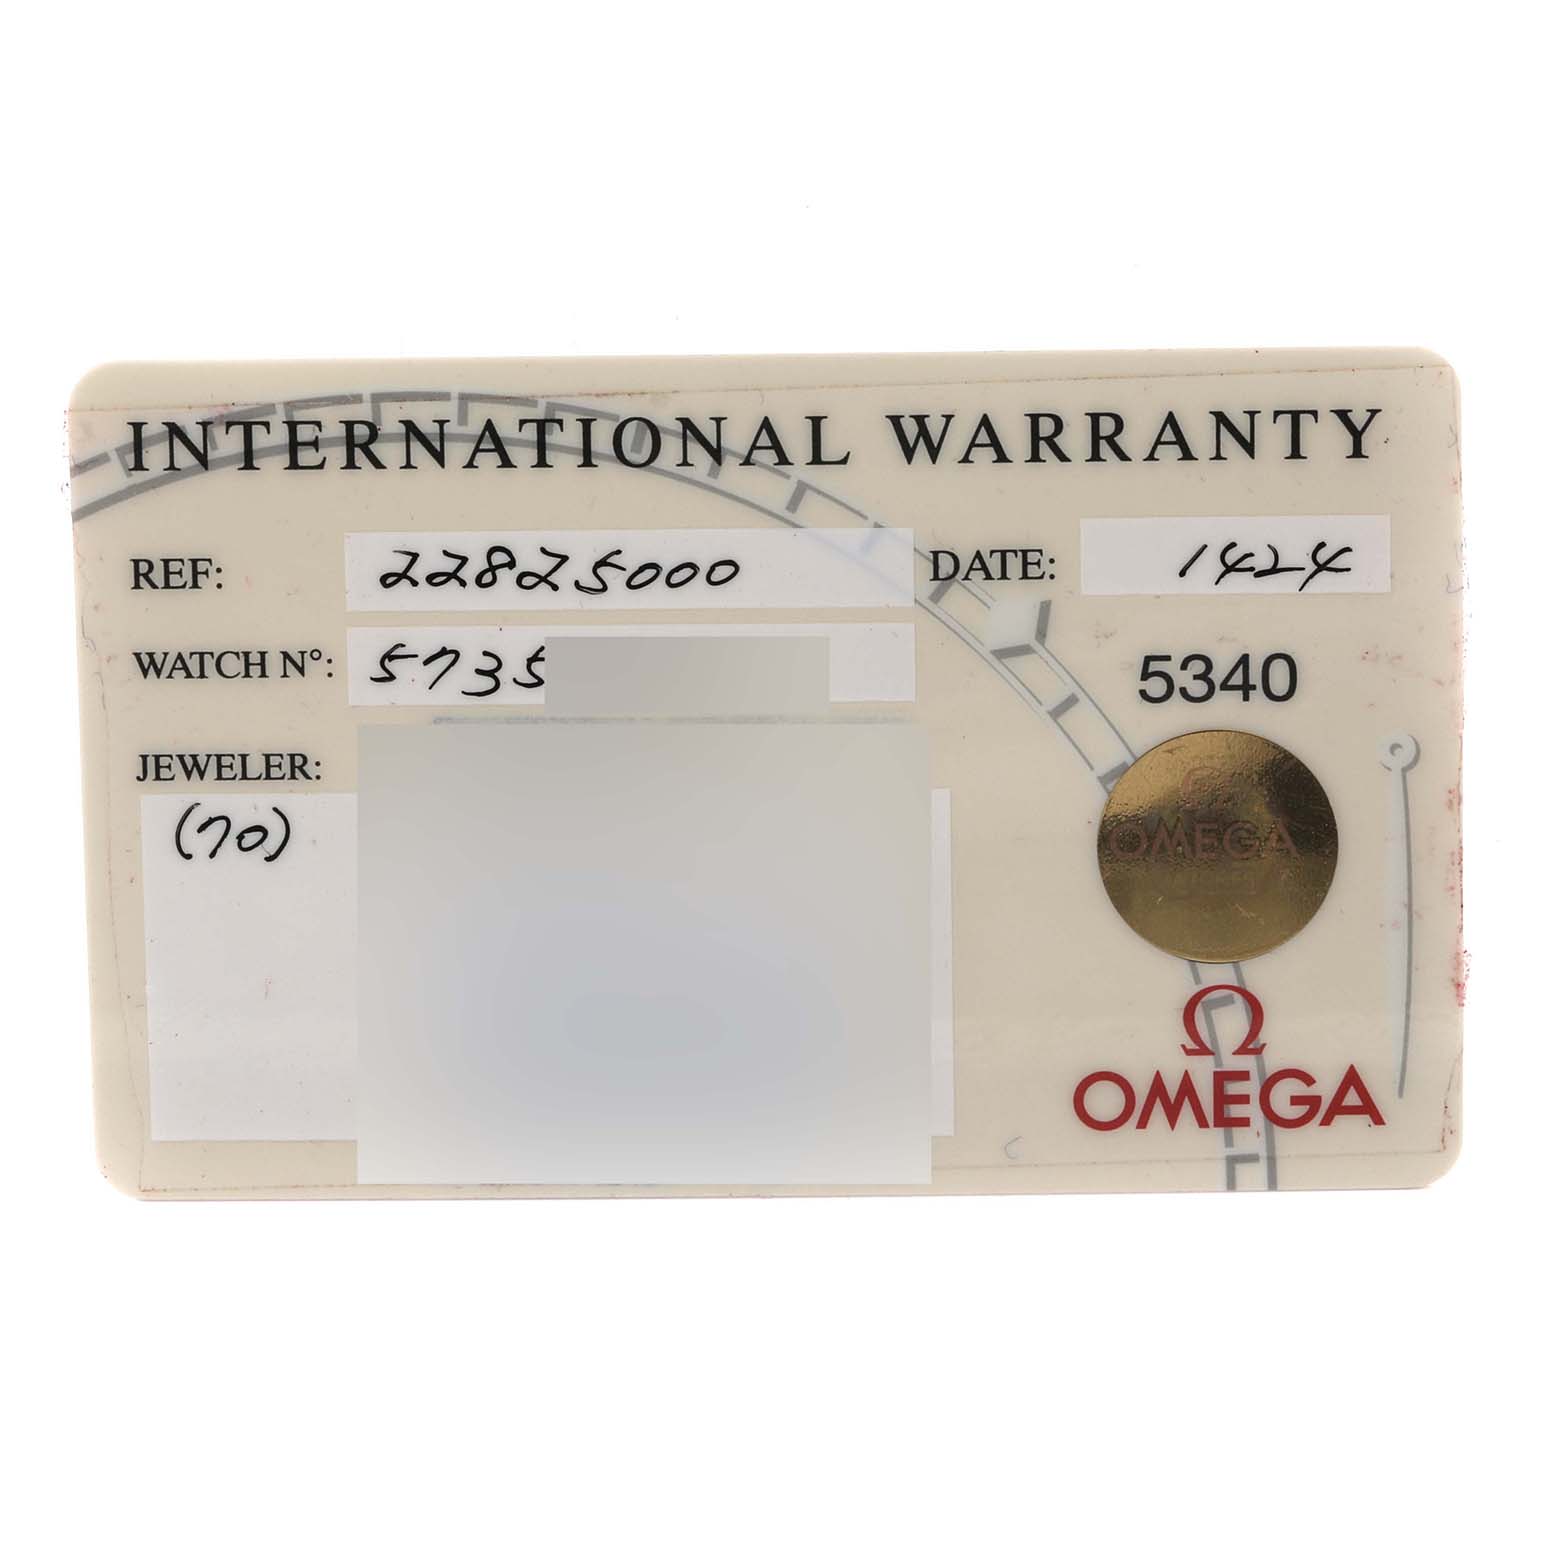 INTERNATIONAL WARRANTY
REF: 22825000 DATE: 1424
WATCH N°: 5735
5340
JEWELER:
(70)
OMEGA
Ω
OMEGA